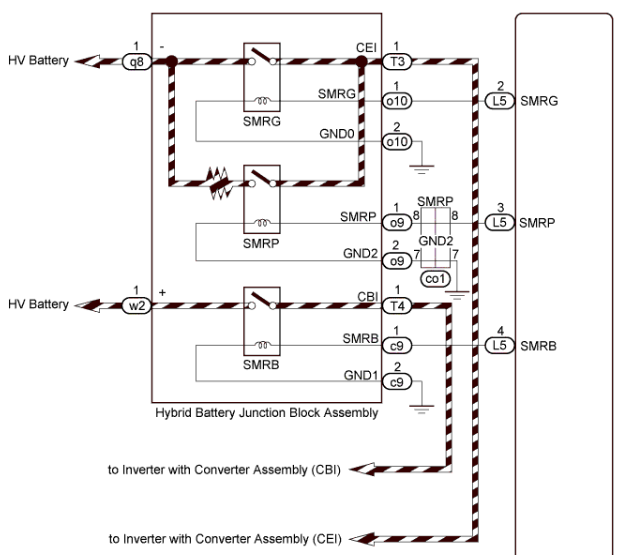 1 - CEI 1
HV Battery q8 T3
SMRG 1 2
o10 L5 SMRG
SMRG
GND0 2
o10
SMRP
SMRP 1 8 8 3
o9 L5 SMRP
SMRP
GND2
GND2 2 7 7
o9
co1
1 + CBI 1
HV Battery w2 T4
SMRB 1 4
c9 L5 SMRB
SMRB
GND1 2
c9
Hybrid Battery Junction Block Assembly
to Inverter with Converter Assembly (CBI)
to Inverter with Converter Assembly (CEI)